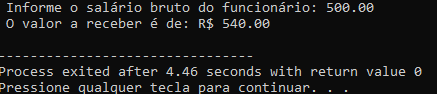 Informe o salário bruto do funcionário: 500.00
O valor a receber é de: R$ 540.00
--------------------------------
Process exited after 4.46 seconds with return value 0
Pressione qualquer tecla para continuar. . .